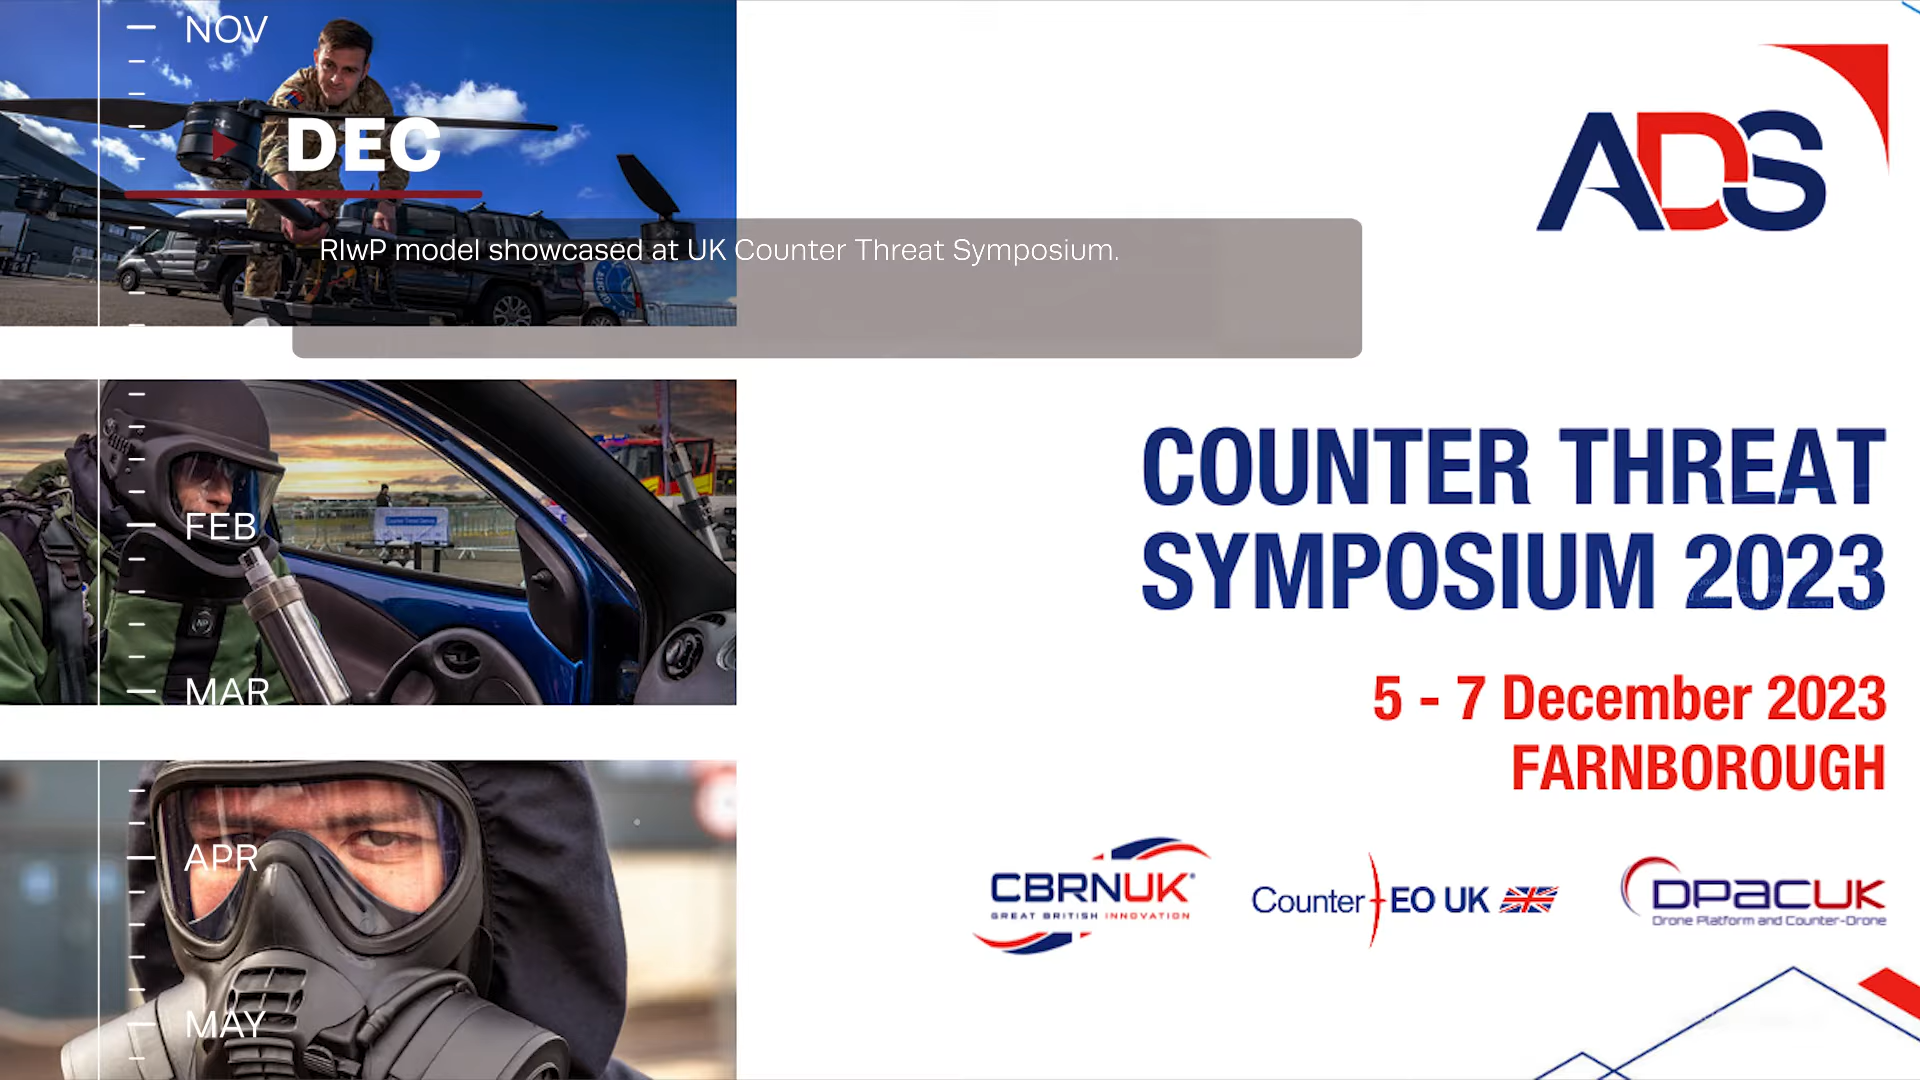 NOV
DEC
RIwP model showcased at UK Counter Threat Symposium.
FEB
MAR
APR
MAY
ADS
COUNTER THREAT
SYMPOSIUM 2023
5 - 7 December 2023
FARNBOROUGH
CBRNUK
GREAT BRITISH INNOVATION
Counter EO UK
DPACUK
Drone Platform and Counter-Drone